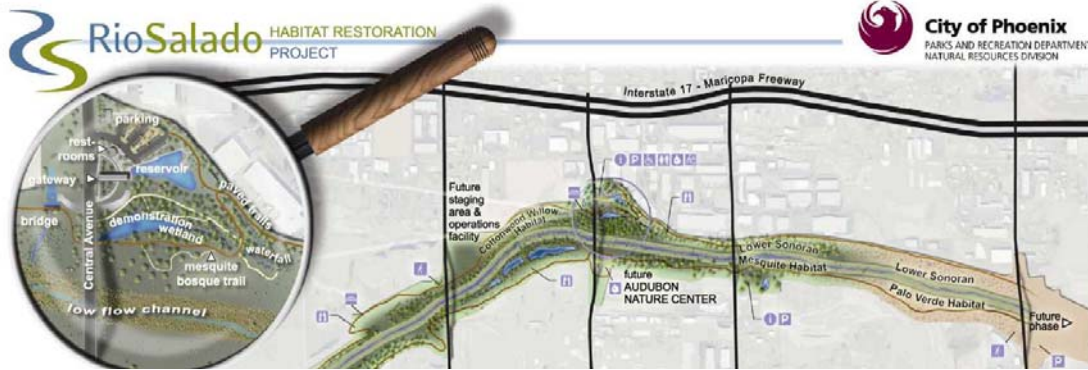 RioSalado
HABITAT RESTORATION
PROJECT
City of Phoenix
PARKS AND RECREATION DEPARTMENT
NATURAL RESOURCES DIVISION
Interstate 17 - Maricopa Freeway
parking
rest-
rooms
reservoir
gateway
paved trails
bridge
Central Avenue
demonstration
wetland
waterfall
mesquite
bosque trail
low flow channel
Future
staging
area &
operations
facility
Cottonwood Willow
Habitat
future
AUDUBON
NATURE CENTER
Lower Sonoran
Mesquite Habitat
Lower Sonoran
Palo Verde Habitat
Future
phase
i P
i P
P